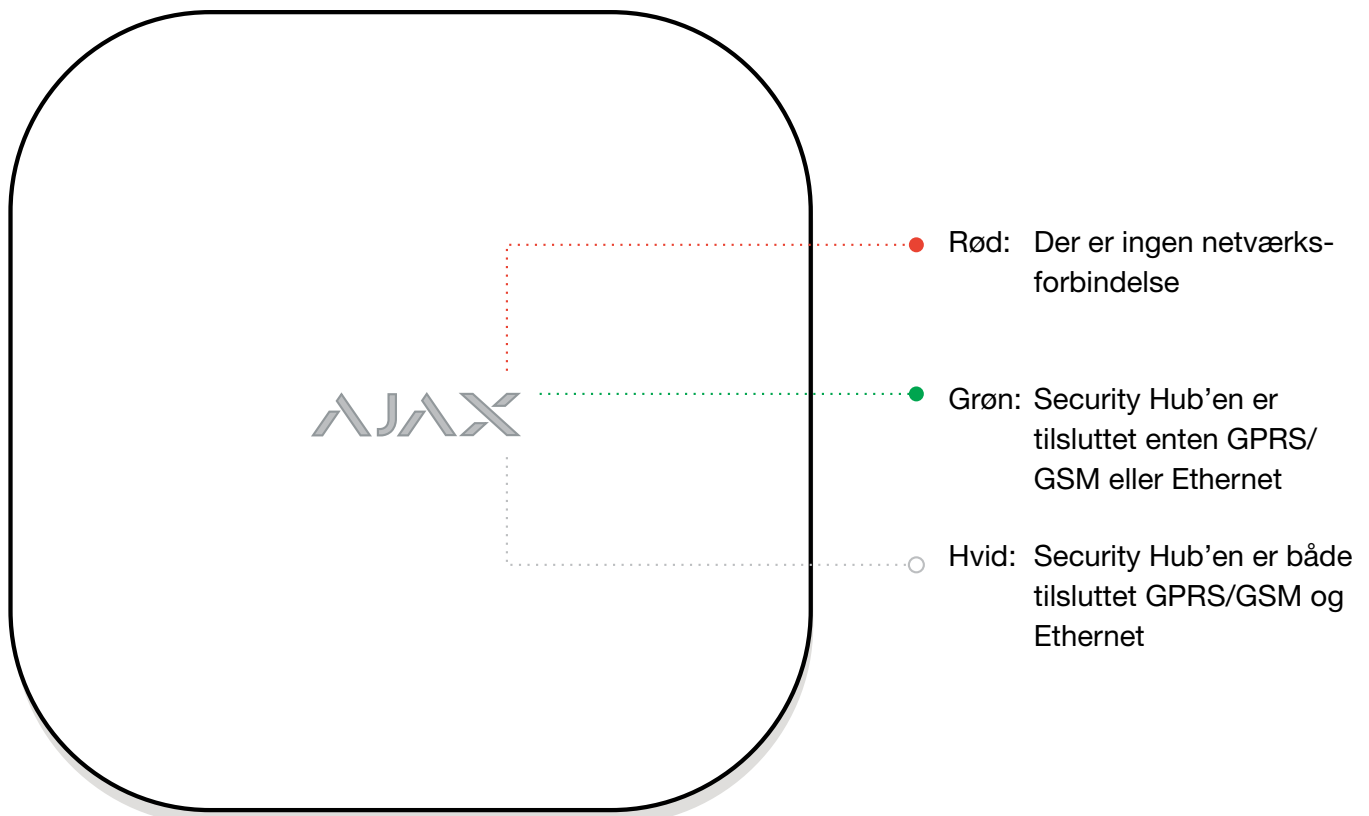 AJAX
Rød: Der er ingen netværks-
forbindelse
Grøn: Security Hub’en er
tilsluttet enten GPRS/
GSM eller Ethernet
Hvid: Security Hub’en er både
tilsluttet GPRS/GSM og
Ethernet